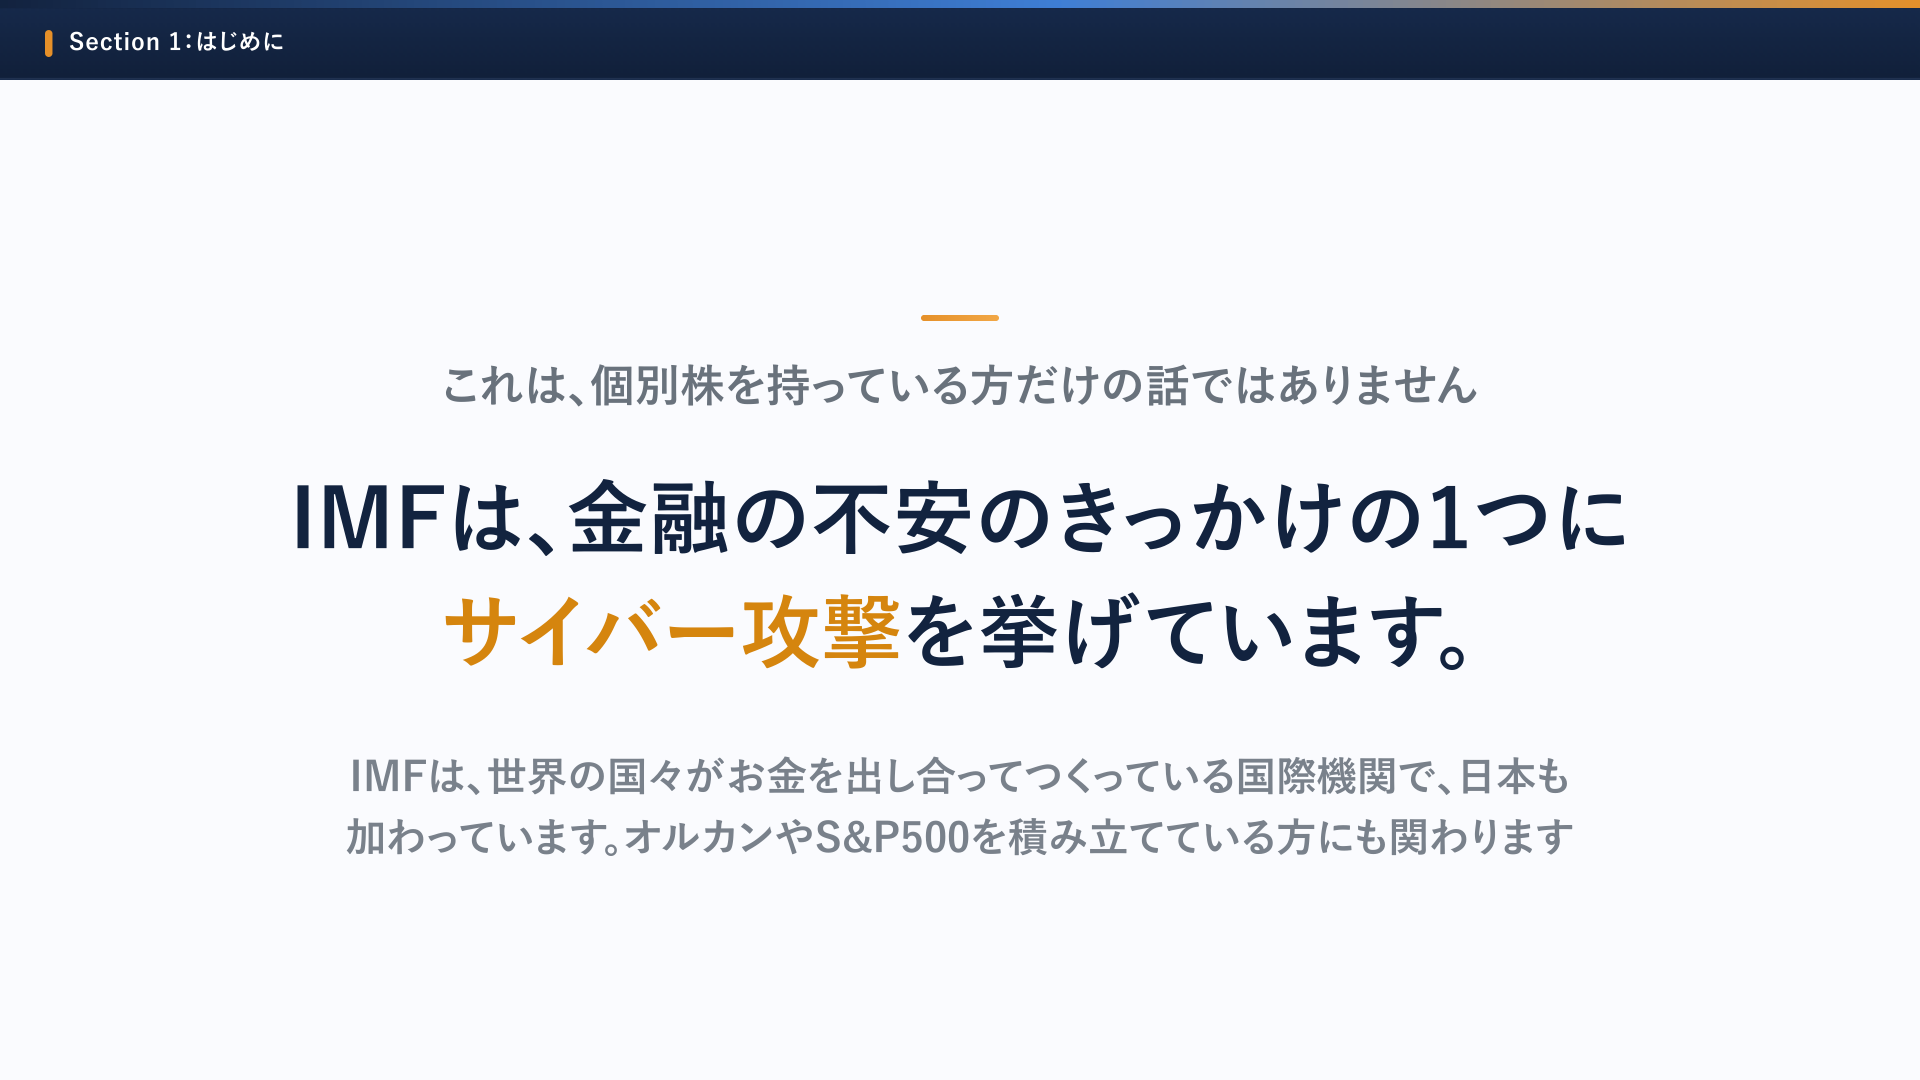 Section 1：はじめに
これは、個別株を持っている方だけの話ではありません
IMFは、金融の不安のきっかけの1つに
サイバー攻撃を挙げています。
IMFは、世界の国々がお金を出し合ってつくっている国際機関で、日本も
加わっています。オルカンやS&P500を積み立てている方にも関わります